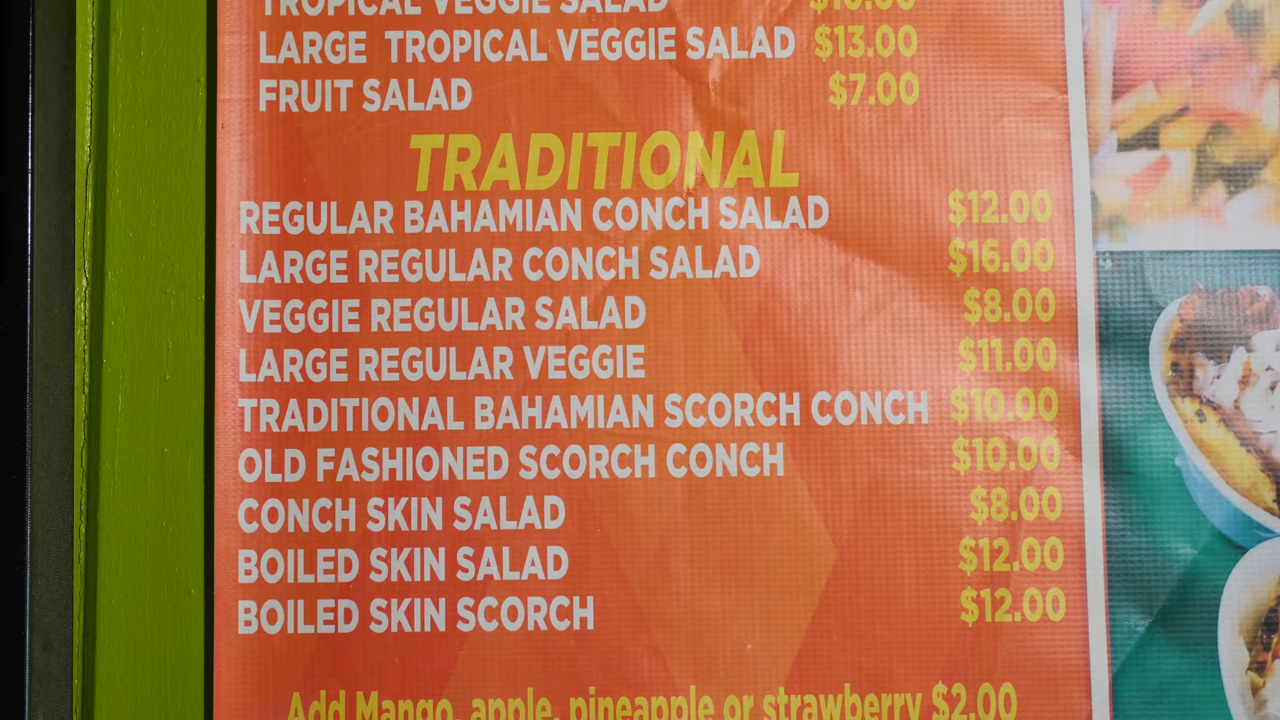 TROPICAL VEGGIE SALAD $10.00
LARGE TROPICAL VEGGIE SALAD $13.00
FRUIT SALAD $7.00
TRADITIONAL
REGULAR BAHAMIAN CONCH SALAD $12.00
LARGE REGULAR CONCH SALAD $16.00
VEGGIE REGULAR SALAD $8.00
LARGE REGULAR VEGGIE $11.00
TRADITIONAL BAHAMIAN SCORCH CONCH $10.00
OLD FASHIONED SCORCH CONCH $10.00
CONCH SKIN SALAD $8.00
BOILED SKIN SALAD $12.00
BOILED SKIN SCORCH $12.00
Add Mango, apple, pineapple or strawberry $2.00